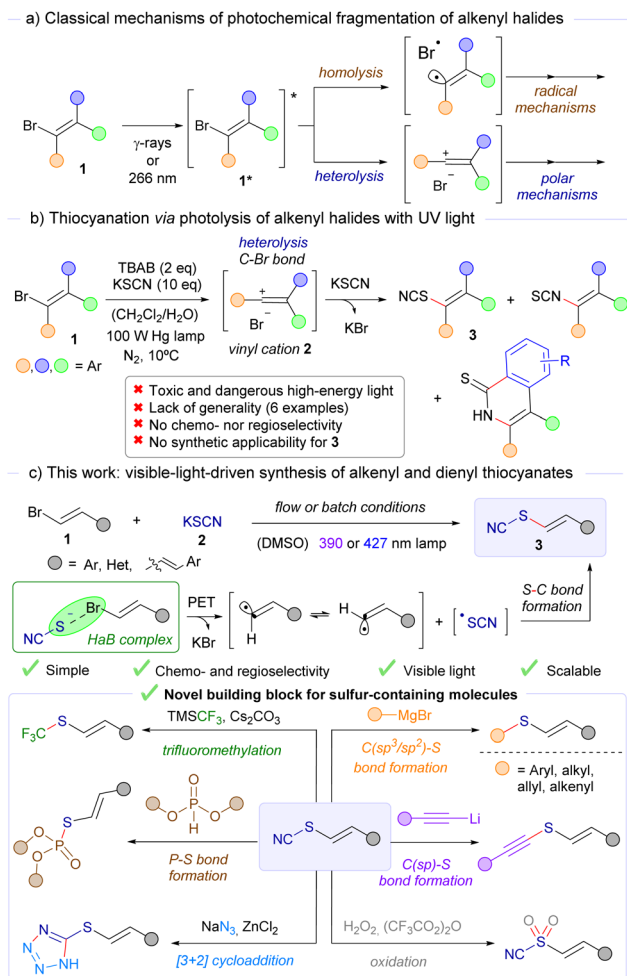 a) Classical mechanisms of photochemical fragmentation of alkenyl halides
Br
1
γ-rays
or
266 nm
Br
*
1*
homolysis
heterolysis
Br•
•
radical
mechanisms
+
Br
−
polar
mechanisms
b) Thiocyanation via photolysis of alkenyl halides with UV light
Br
1
= Ar
TBAB (2 eq)
KSCN (10 eq)
(CH2Cl2/H2O)
100 W Hg lamp
N2, 10ºC
heterolysis
C-Br bond
+
Br −
vinyl cation 2
KSCN
KBr
NCS
3
+
SCN
+
S
HN
R
✖ Toxic and dangerous high-energy light
✖ Lack of generality (6 examples)
✖ No chemo- nor regioselectivity
✖ No synthetic applicability for 3
c) This work: visible-light-driven synthesis of alkenyl and dienyl thiocyanates
Br
1
+
KSCN
2
flow or batch conditions
(DMSO) 390 or 427 nm lamp
NC S
3
= Ar, Het, Ar
NC S − Br
HaB complex
PET
KBr
H
⇌
H
+
[•SCN]
S-C bond
formation
✓ Simple ✓ Chemo- and regioselectivity ✓ Visible light ✓ Scalable
✓ Novel building block for sulfur-containing molecules
F3C S
TMSCF3, Cs2CO3
trifluoromethylation
MgBr
C(sp3/sp2)-S
bond formation
S
= Aryl, alkyl,
allyl, alkenyl
S
O P O
O
O
O P O
H
P-S bond
formation
NC S
Li
C(sp)-S
bond formation
S
N N
N N
H
S
NaN3, ZnCl2
[3+2] cycloaddition
H2O2, (CF3CO2)2O
oxidation
O O
NC S